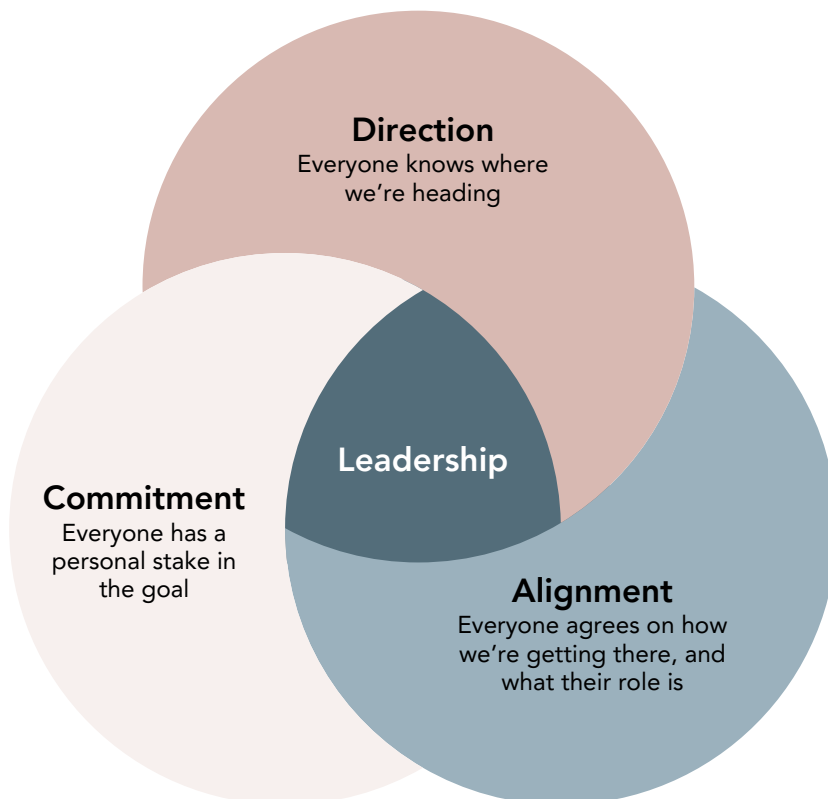 Direction
Everyone knows where
we’re heading
Leadership
Commitment
Everyone has a
personal stake in
the goal
Alignment
Everyone agrees on how
we’re getting there, and
what their role is